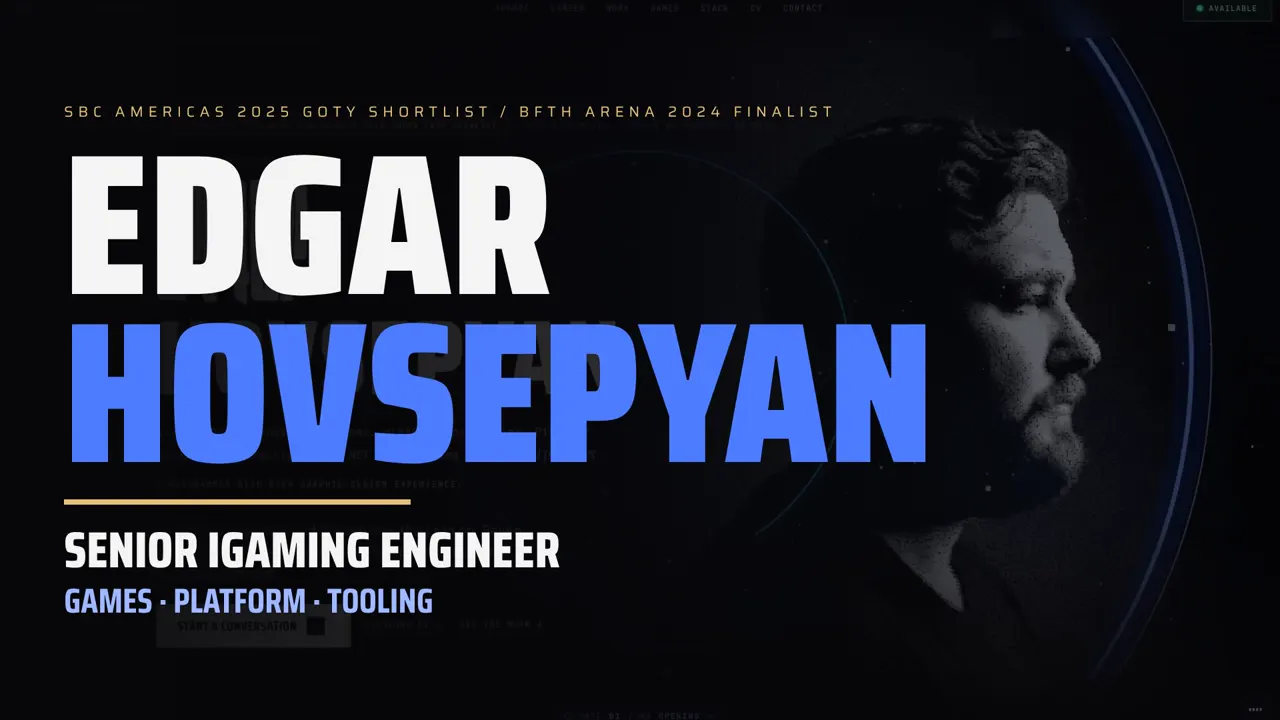 CAREER WORK GAMES STACK CV CONTACT
AVAILABLE
SBC AMERICAS 2025 GOTY SHORTLIST / BFTH ARENA 2024 FINALIST
EDGAR
HOVSEPYAN
SENIOR IGAMING ENGINEER
GAMES · PLATFORM · TOOLING
START A CONVERSATION